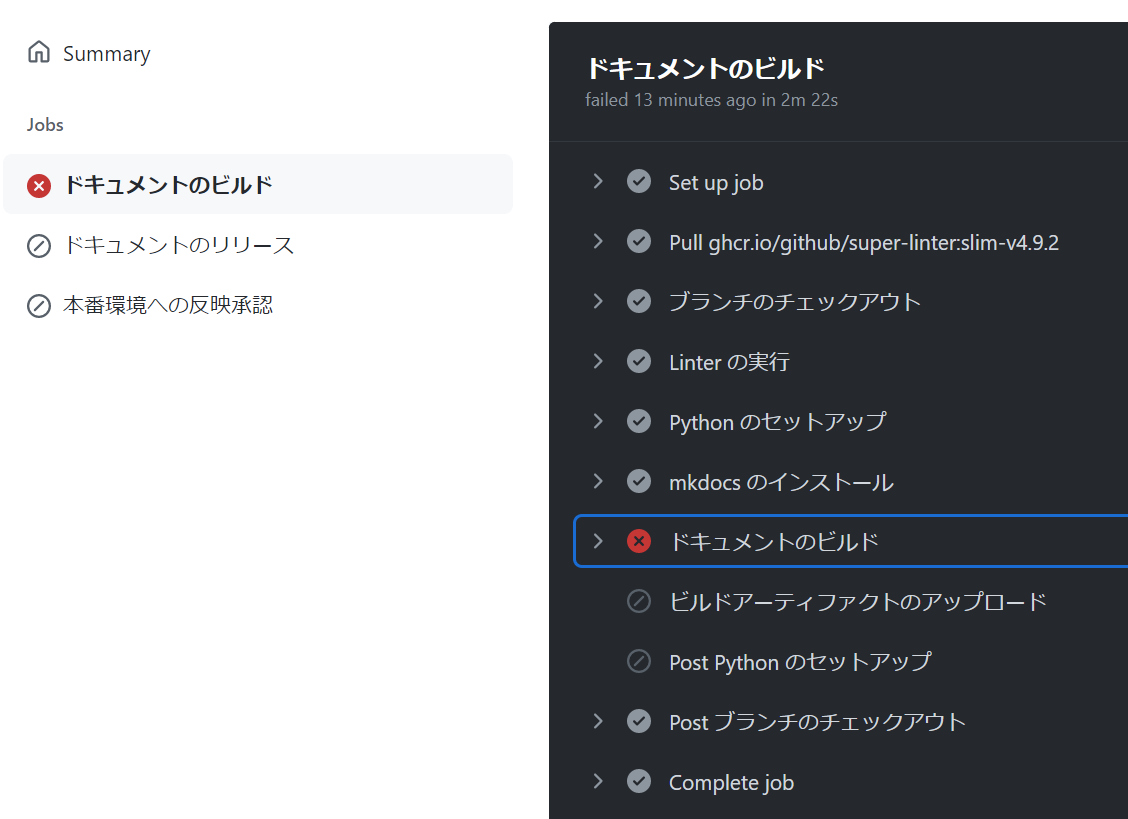 Summary
Jobs
ドキュメントのビルド
ドキュメントのリリース
本番環境への反映承認
ドキュメントのビルド
failed 13 minutes ago in 2m 22s
Set up job
Pull ghcr.io/github/super-linter:slim-v4.9.2
ブランチのチェックアウト
Linter の実行
Python のセットアップ
mkdocs のインストール
ドキュメントのビルド
ビルドアーティファクトのアップロード
Post Python のセットアップ
Post ブランチのチェックアウト
Complete job